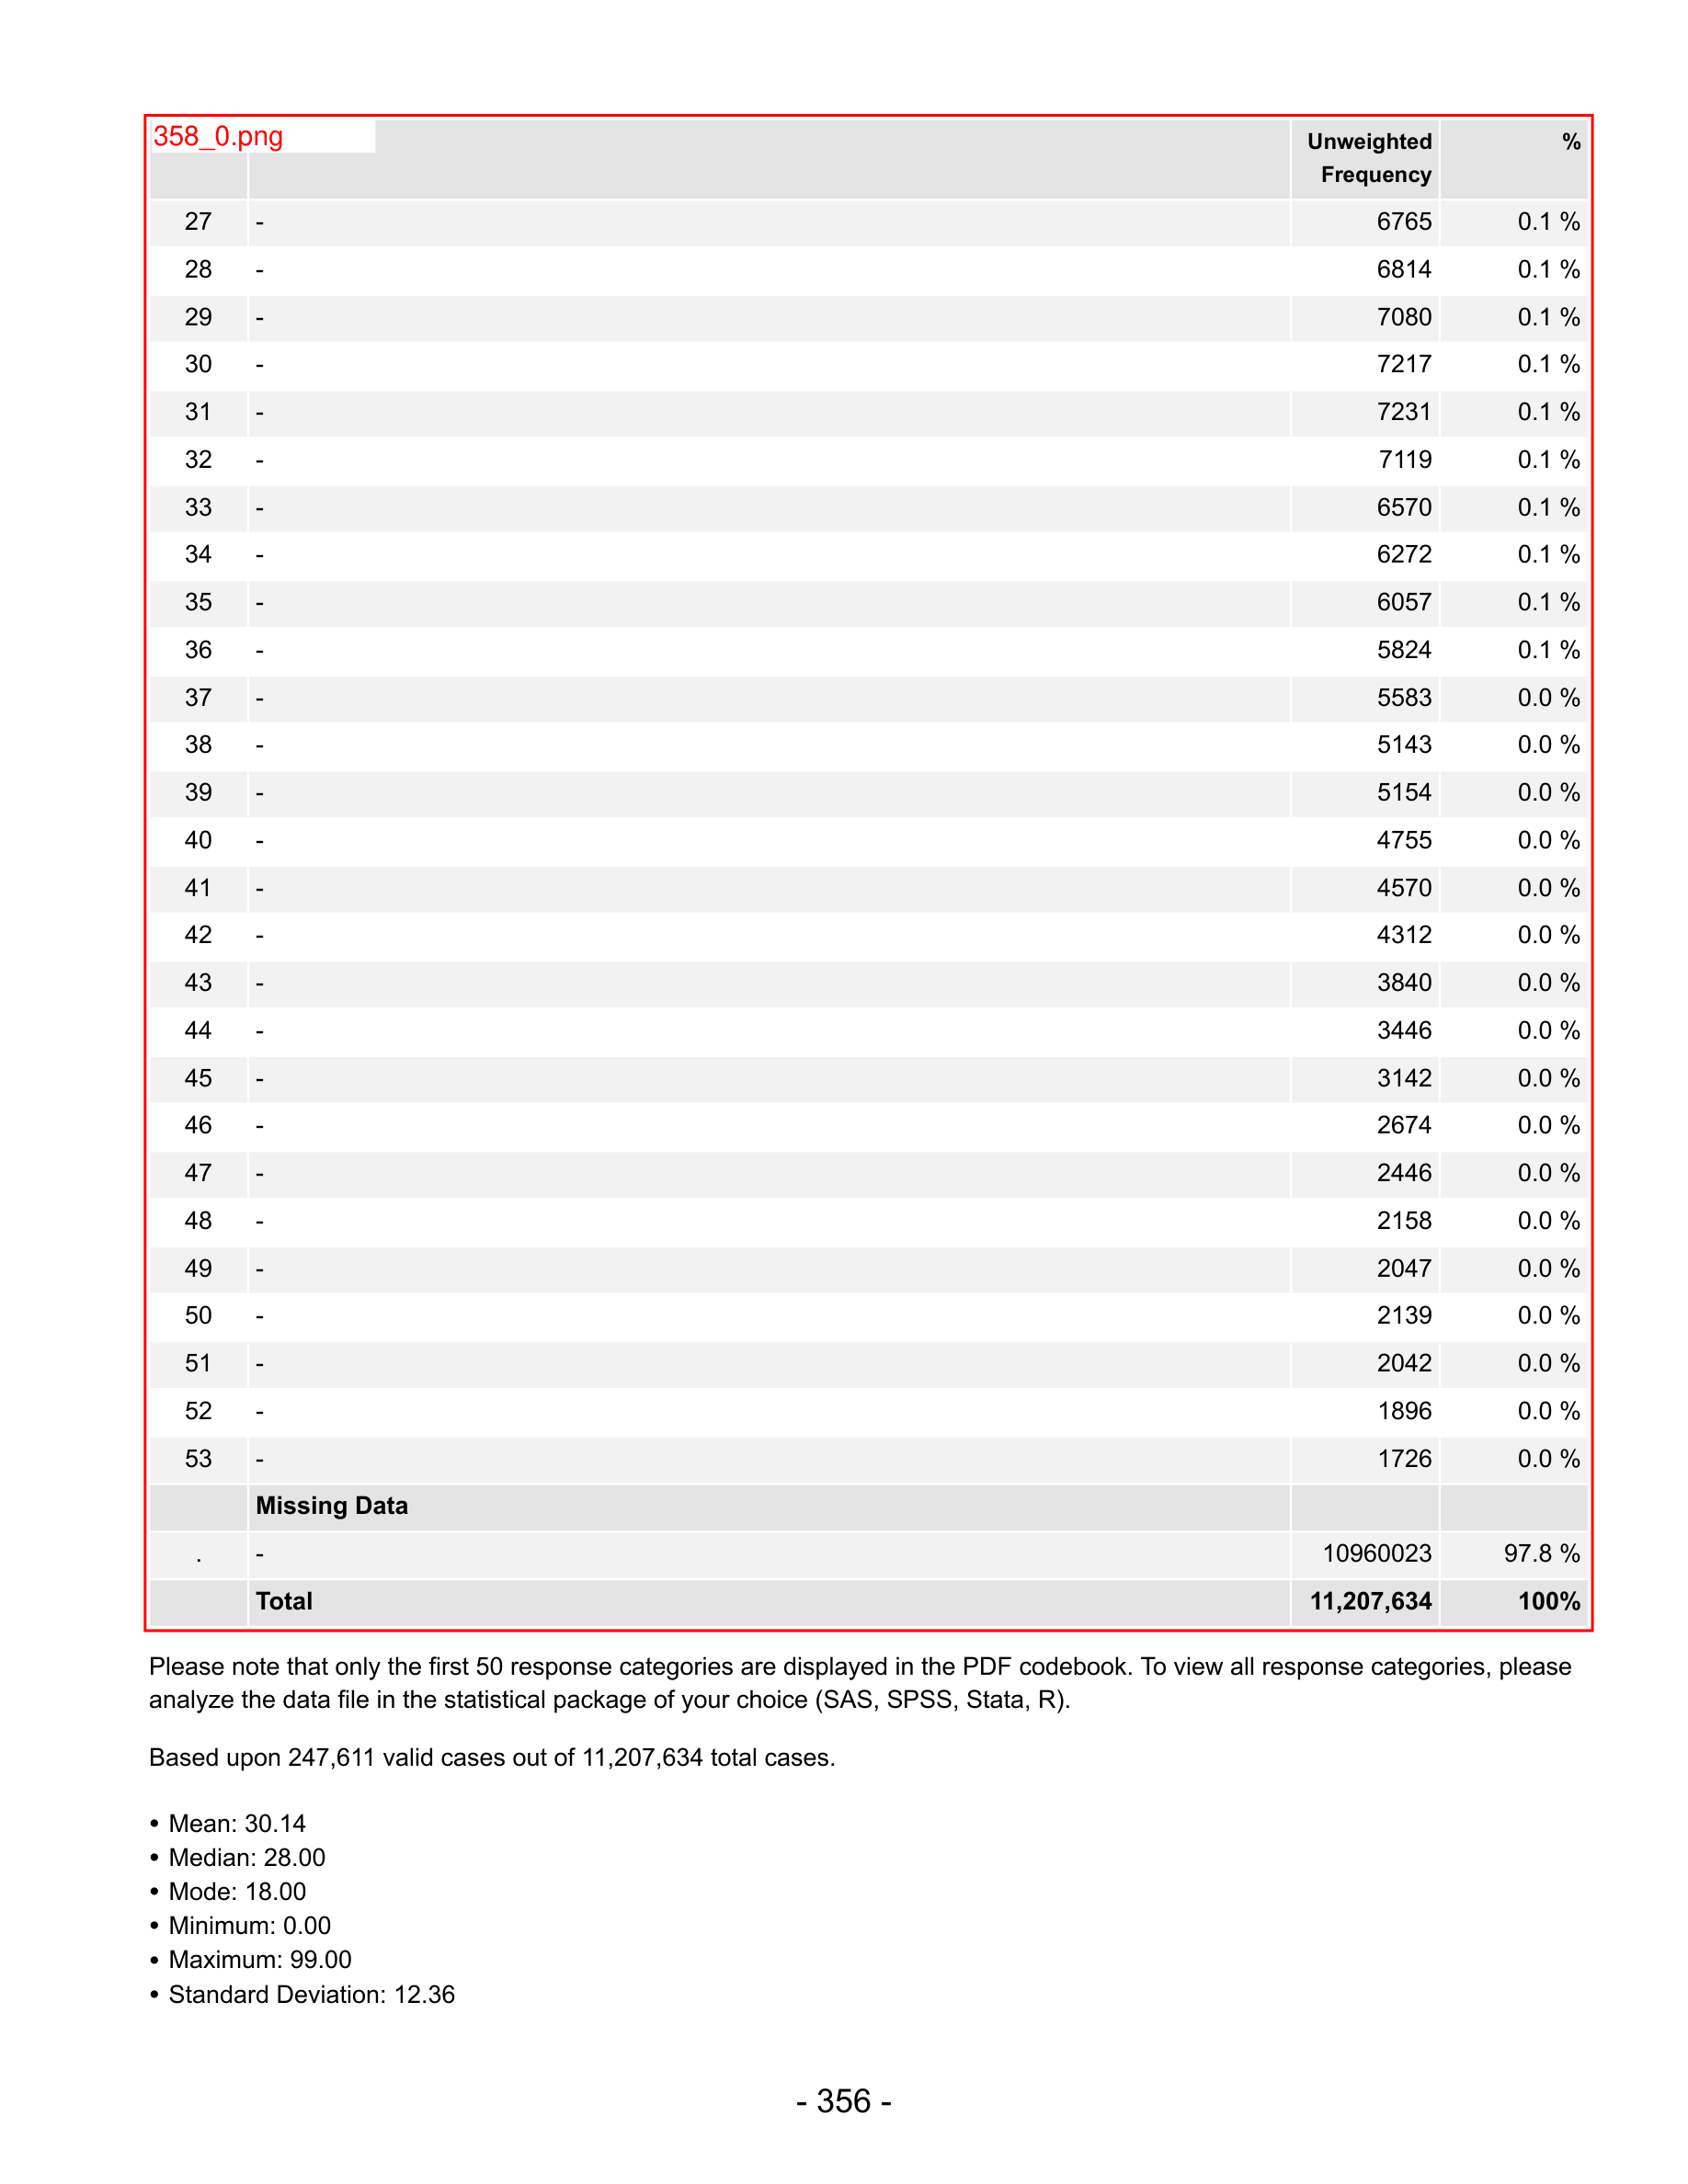 358_0.png
Unweighted Frequency %
27 - 6765 0.1 %
28 - 6814 0.1 %
29 - 7080 0.1 %
30 - 7217 0.1 %
31 - 7231 0.1 %
32 - 7119 0.1 %
33 - 6570 0.1 %
34 - 6272 0.1 %
35 - 6057 0.1 %
36 - 5824 0.1 %
37 - 5583 0.0 %
38 - 5143 0.0 %
39 - 5154 0.0 %
40 - 4755 0.0 %
41 - 4570 0.0 %
42 - 4312 0.0 %
43 - 3840 0.0 %
44 - 3446 0.0 %
45 - 3142 0.0 %
46 - 2674 0.0 %
47 - 2446 0.0 %
48 - 2158 0.0 %
49 - 2047 0.0 %
50 - 2139 0.0 %
51 - 2042 0.0 %
52 - 1896 0.0 %
53 - 1726 0.0 %
Missing Data
. - 10960023 97.8 %
Total 11,207,634 100%
Please note that only the first 50 response categories are displayed in the PDF codebook. To view all response categories, please
analyze the data file in the statistical package of your choice (SAS, SPSS, Stata, R).
Based upon 247,611 valid cases out of 11,207,634 total cases.
• Mean: 30.14
• Median: 28.00
• Mode: 18.00
• Minimum: 0.00
• Maximum: 99.00
• Standard Deviation: 12.36
- 356 -